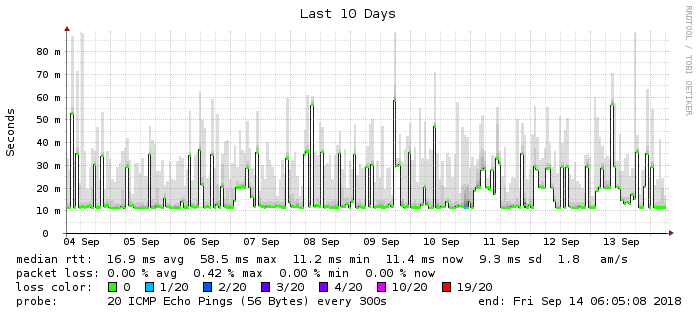 Last 10 Days
RRDTOOL / TOBI OETIKER
Seconds
80 m
70 m
60 m
50 m
40 m
30 m
20 m
10 m
0
04 Sep 05 Sep 06 Sep 07 Sep 08 Sep 09 Sep 10 Sep 11 Sep 12 Sep 13 Sep
median rtt: 16.9 ms avg 58.5 ms max 11.2 ms min 11.4 ms now 9.3 ms sd 1.8 am/s
packet loss: 0.00 % avg 0.42 % max 0.00 % min 0.00 % now
loss color: 0 1/20 2/20 3/20 4/20 10/20 19/20
probe: 20 ICMP Echo Pings (56 Bytes) every 300s end: Fri Sep 14 06:05:08 2018